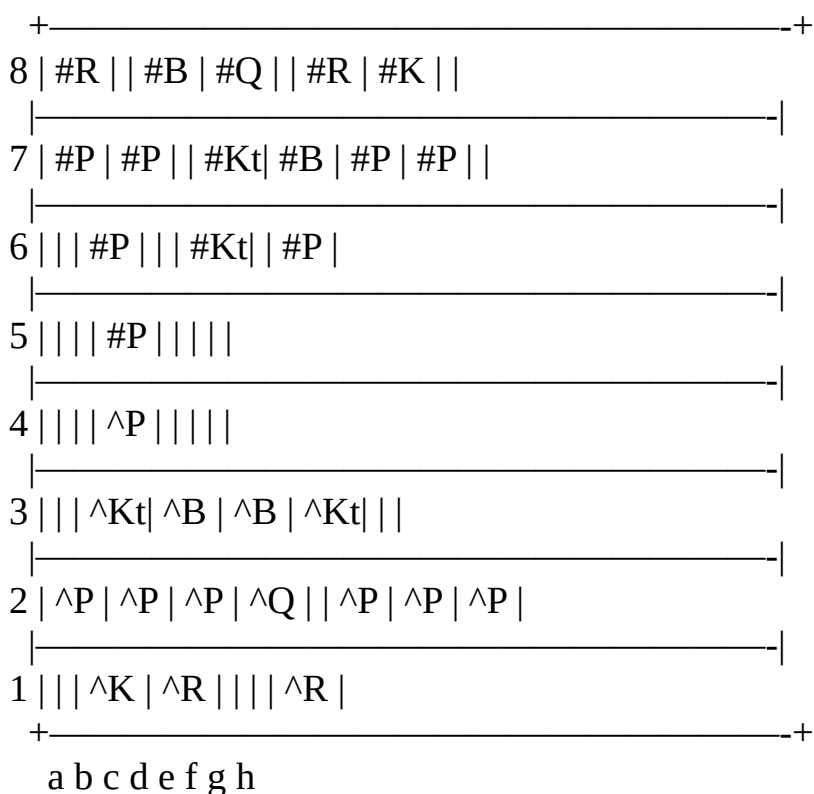 +———————————————————-+
8 | #R | | #B | #Q | | #R | #K | |
|———————————————————-|
7 | #P | #P | | #Kt| #B | #P | #P | |
|———————————————————-|
6 | | | #P | | | #Kt| | #P |
|———————————————————-|
5 | | | | #P | | | | |
|———————————————————-|
4 | | | | ^P | | | | |
|———————————————————-|
3 | | | ^Kt| ^B | ^B | ^Kt| | |
|———————————————————-|
2 | ^P | ^P | ^P | ^Q | | ^P | ^P | ^P |
|———————————————————-|
1 | | | ^K | ^R | | | | ^R |
+———————————————————-+
a b c d e f g h